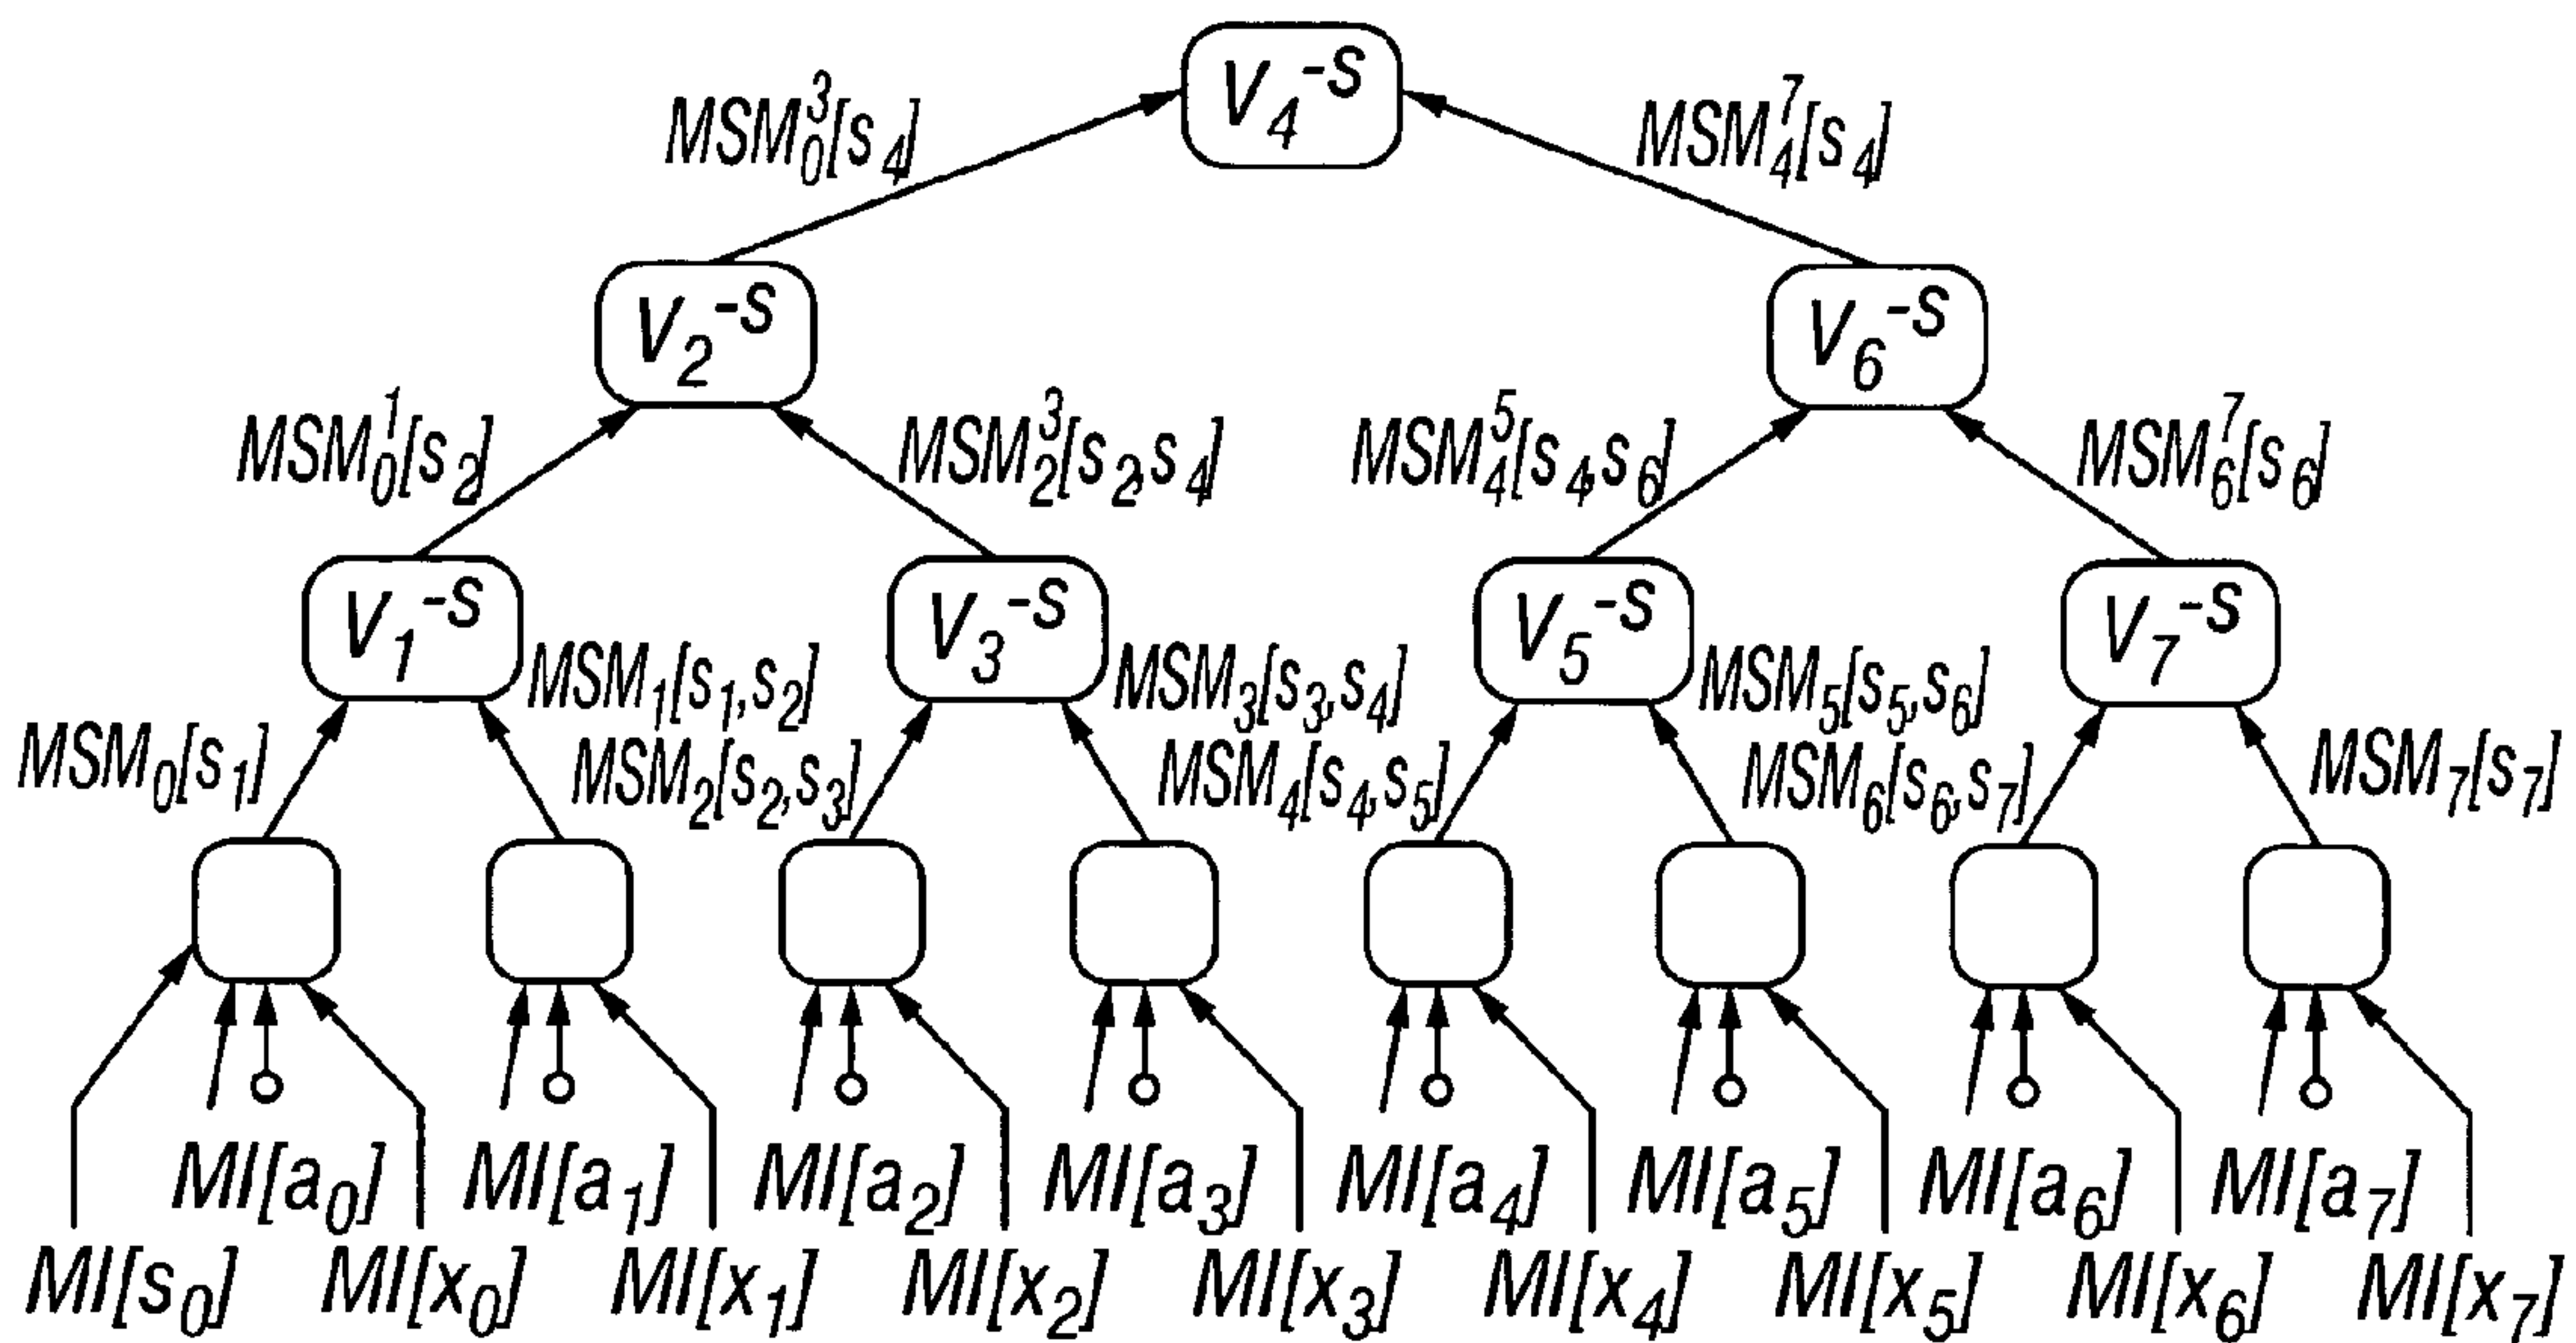 V₄⁻ˢ
MSM₀³[s₄] MSM₄⁷[s₄]
V₂⁻ˢ V₆⁻ˢ
MSM₀¹[s₂] MSM₂³[s₂,s₄] MSM₄⁵[s₄,s₆] MSM₆⁷[s₆]
V₁⁻ˢ V₃⁻ˢ V₅⁻ˢ V₇⁻ˢ
MSM₁[s₁,s₂] MSM₃[s₃,s₄] MSM₅[s₅,s₆]
MSM₀[s₁] MSM₂[s₂,s₃] MSM₄[s₄,s₅] MSM₆[s₆,s₇] MSM₇[s₇]
MI[a₀] MI[a₁] MI[a₂] MI[a₃] MI[a₄] MI[a₅] MI[a₆] MI[a₇]
MI[s₀] MI[x₀] MI[x₁] MI[x₂] MI[x₃] MI[x₄] MI[x₅] MI[x₆] MI[x₇]